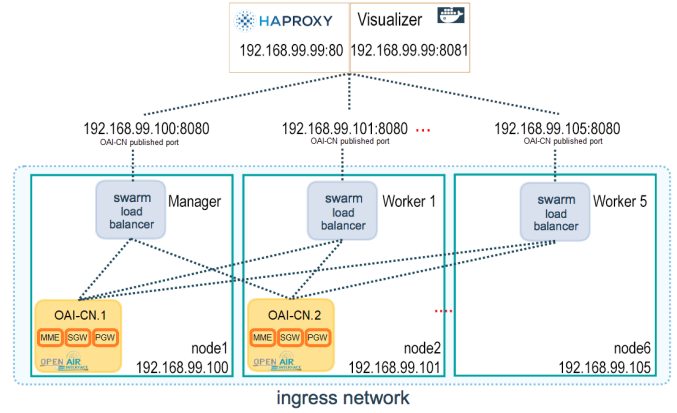 HAPROXY
Visualizer
192.168.99.99:80
192.168.99.99:8081
192.168.99.100:8080
OAI-CN published port
192.168.99.101:8080
OAI-CN published port
192.168.99.105:8080
OAI-CN published port
swarm
load
balancer
Manager
swarm
load
balancer
Worker 1
swarm
load
balancer
Worker 5
OAI-CN.1
MME
SGW
PGW
OPEN AIR
INTERFACE
node1
192.168.99.100
OAI-CN.2
MME
SGW
PGW
OPEN AIR
INTERFACE
node2
192.168.99.101
node6
192.168.99.105
ingress network